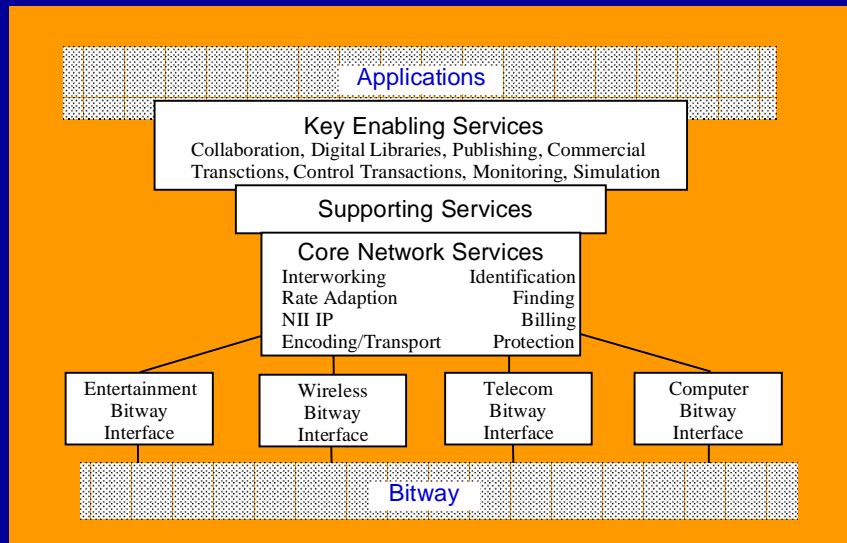 Applications
Key Enabling Services
Collaboration, Digital Libraries, Publishing, Commercial
Transctions, Control Transactions, Monitoring, Simulation
Supporting Services
Core Network Services
Interworking Identification
Rate Adaption Finding
NII IP Billing
Encoding/Transport Protection
Entertainment
Bitway
Interface
Wireless
Bitway
Interface
Telecom
Bitway
Interface
Computer
Bitway
Interface
Bitway